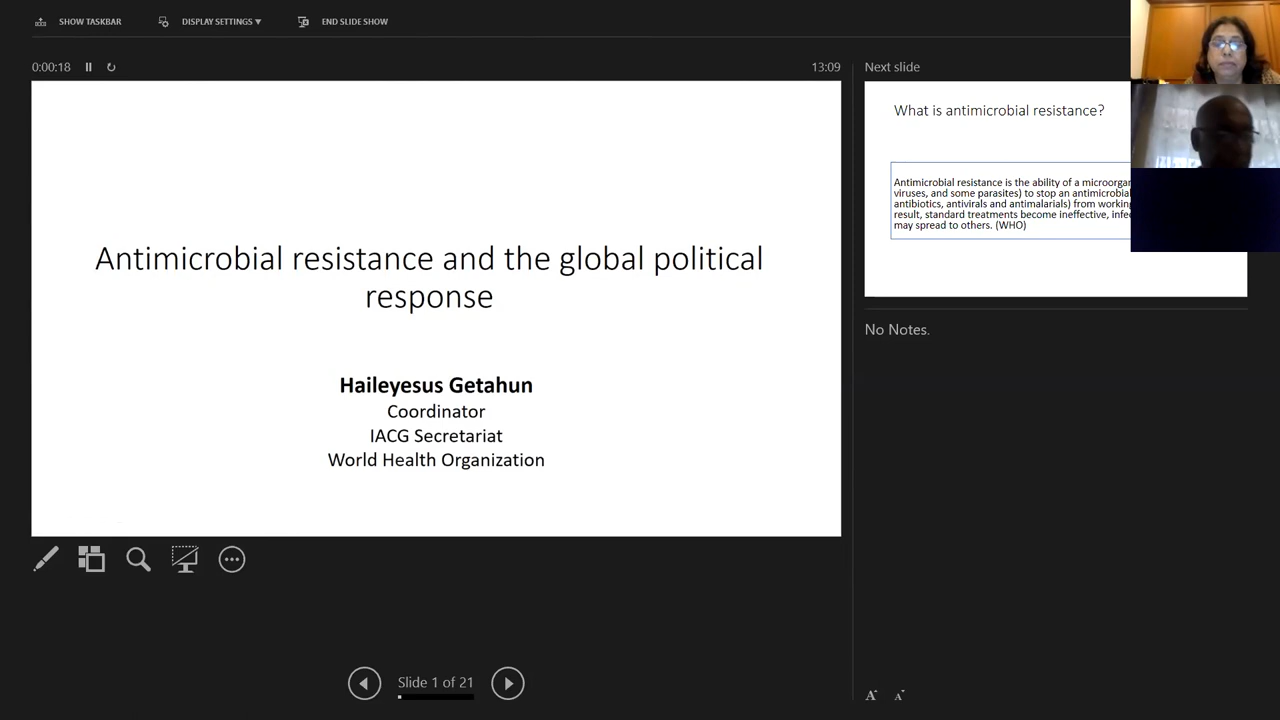 SHOW TASKBAR
DISPLAY SETTINGS ▼
END SLIDE SHOW
0:00:18
13:09
Antimicrobial resistance and the global political
response
Haileyesus Getahun
Coordinator
IACG Secretariat
World Health Organization
Slide 1 of 21
Next slide
What is antimicrobial resistance?
Antimicrobial resistance is the ability of a microorgan
viruses, and some parasites) to stop an antimicrobial
antibiotics, antivirals and antimalarials) from working
result, standard treatments become ineffective, infec
may spread to others. (WHO)
No Notes.
A A